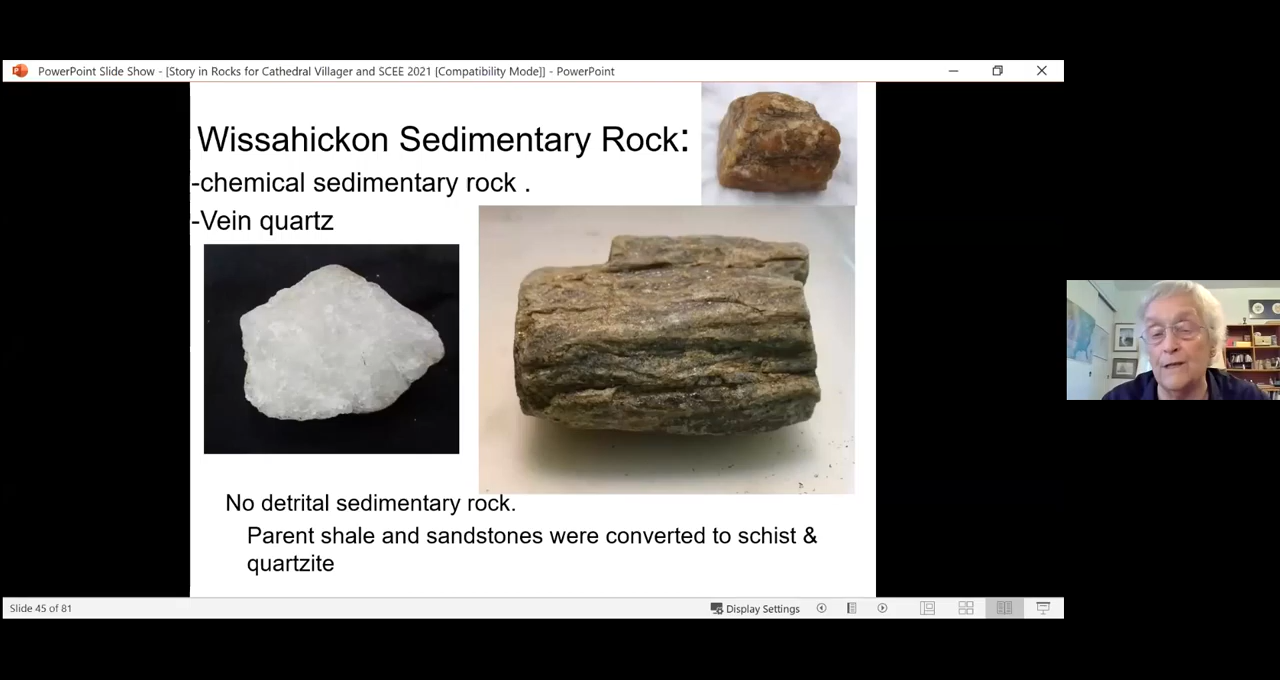 PowerPoint Slide Show - [Story in Rocks for Cathedral Villager and SCEE 2021 [Compatibility Mode]] - PowerPoint
Wissahickon Sedimentary Rock:
-chemical sedimentary rock .
-Vein quartz
No detrital sedimentary rock.
Parent shale and sandstones were converted to schist &
quartzite
Slide 45 of 81
Display Settings